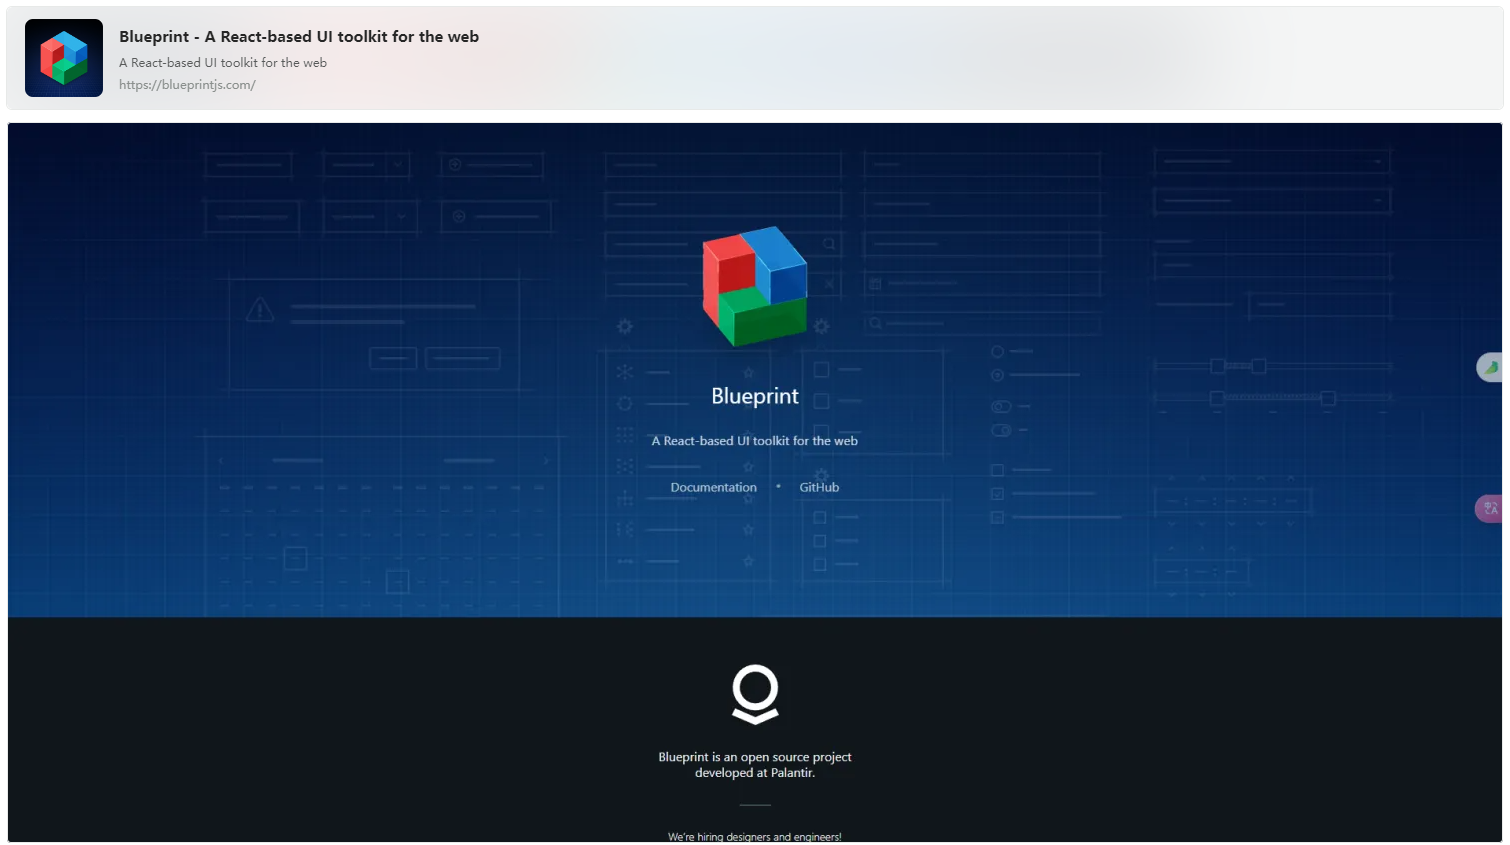 Blueprint - A React-based UI toolkit for the web
A React-based UI toolkit for the web
https://blueprintjs.com/
Blueprint
A React-based UI toolkit for the web
Documentation • GitHub
Blueprint is an open source project
developed at Palantir.
We're hiring designers and engineers!